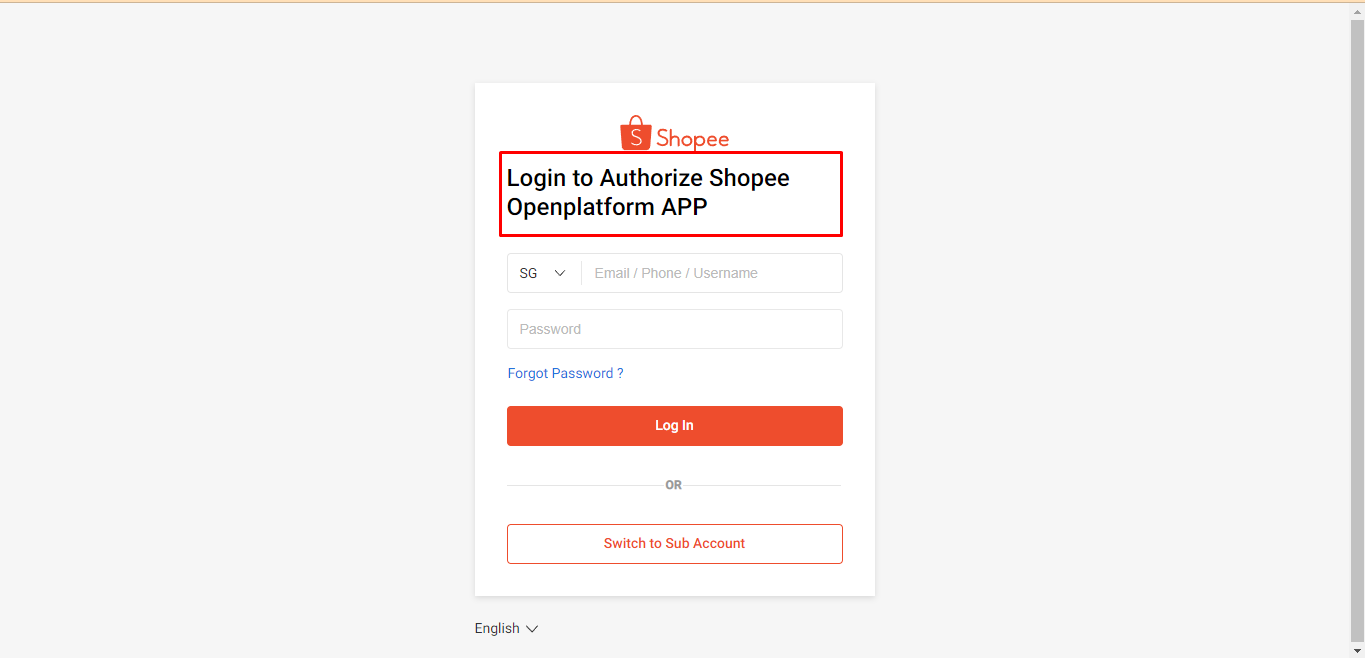 S Shopee
Login to Authorize Shopee
Openplatform APP
SG Email / Phone / Username
Password
Forgot Password ?
Log In
OR
Switch to Sub Account
English